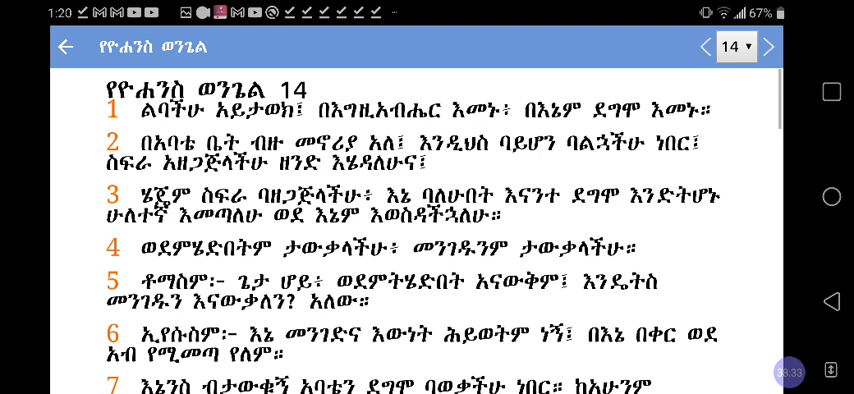 1:20
67%
የዮሐንስ ወንጌል
14
የዮሐንስ ወንጌል 14
1 ልባችሁ አይታወክ፤ በእግዚአብሔር እመኑ፥ በእኔም ደግሞ እመኑ።
2 በአባቴ ቤት ብዙ መኖሪያ አለ፤ እንዲህስ ባይሆን ባልኋችሁ ነበር፤
ስፍራ አዘጋጅላችሁ ዘንድ እሄዳለሁና፤
3 ሄጄም ስፍራ ባዘጋጅላችሁ፥ እኔ ባለሁበት እናንተ ደግሞ እንድትሆኑ
ሁለተኛ እመጣለሁ ወደ እኔም እወስዳችኋለሁ።
4 ወደምሄድበትም ታውቃላችሁ፥ መንገዱንም ታውቃላችሁ።
5 ቶማስም፦ ጌታ ሆይ፥ ወደምትሄድበት አናውቅም፤ እንዴትስ
መንገዱን እናውቃለን? አለው።
6 ኢየሱስም፦ እኔ መንገድና እውነት ሕይወትም ነኝ፤ በእኔ በቀር ወደ
አብ የሚመጣ የለም።
7 እኔንስ ብታውቁኝ አባቴን ደግሞ ባወቃችሁ ነበር። ከአሁንም
38:33